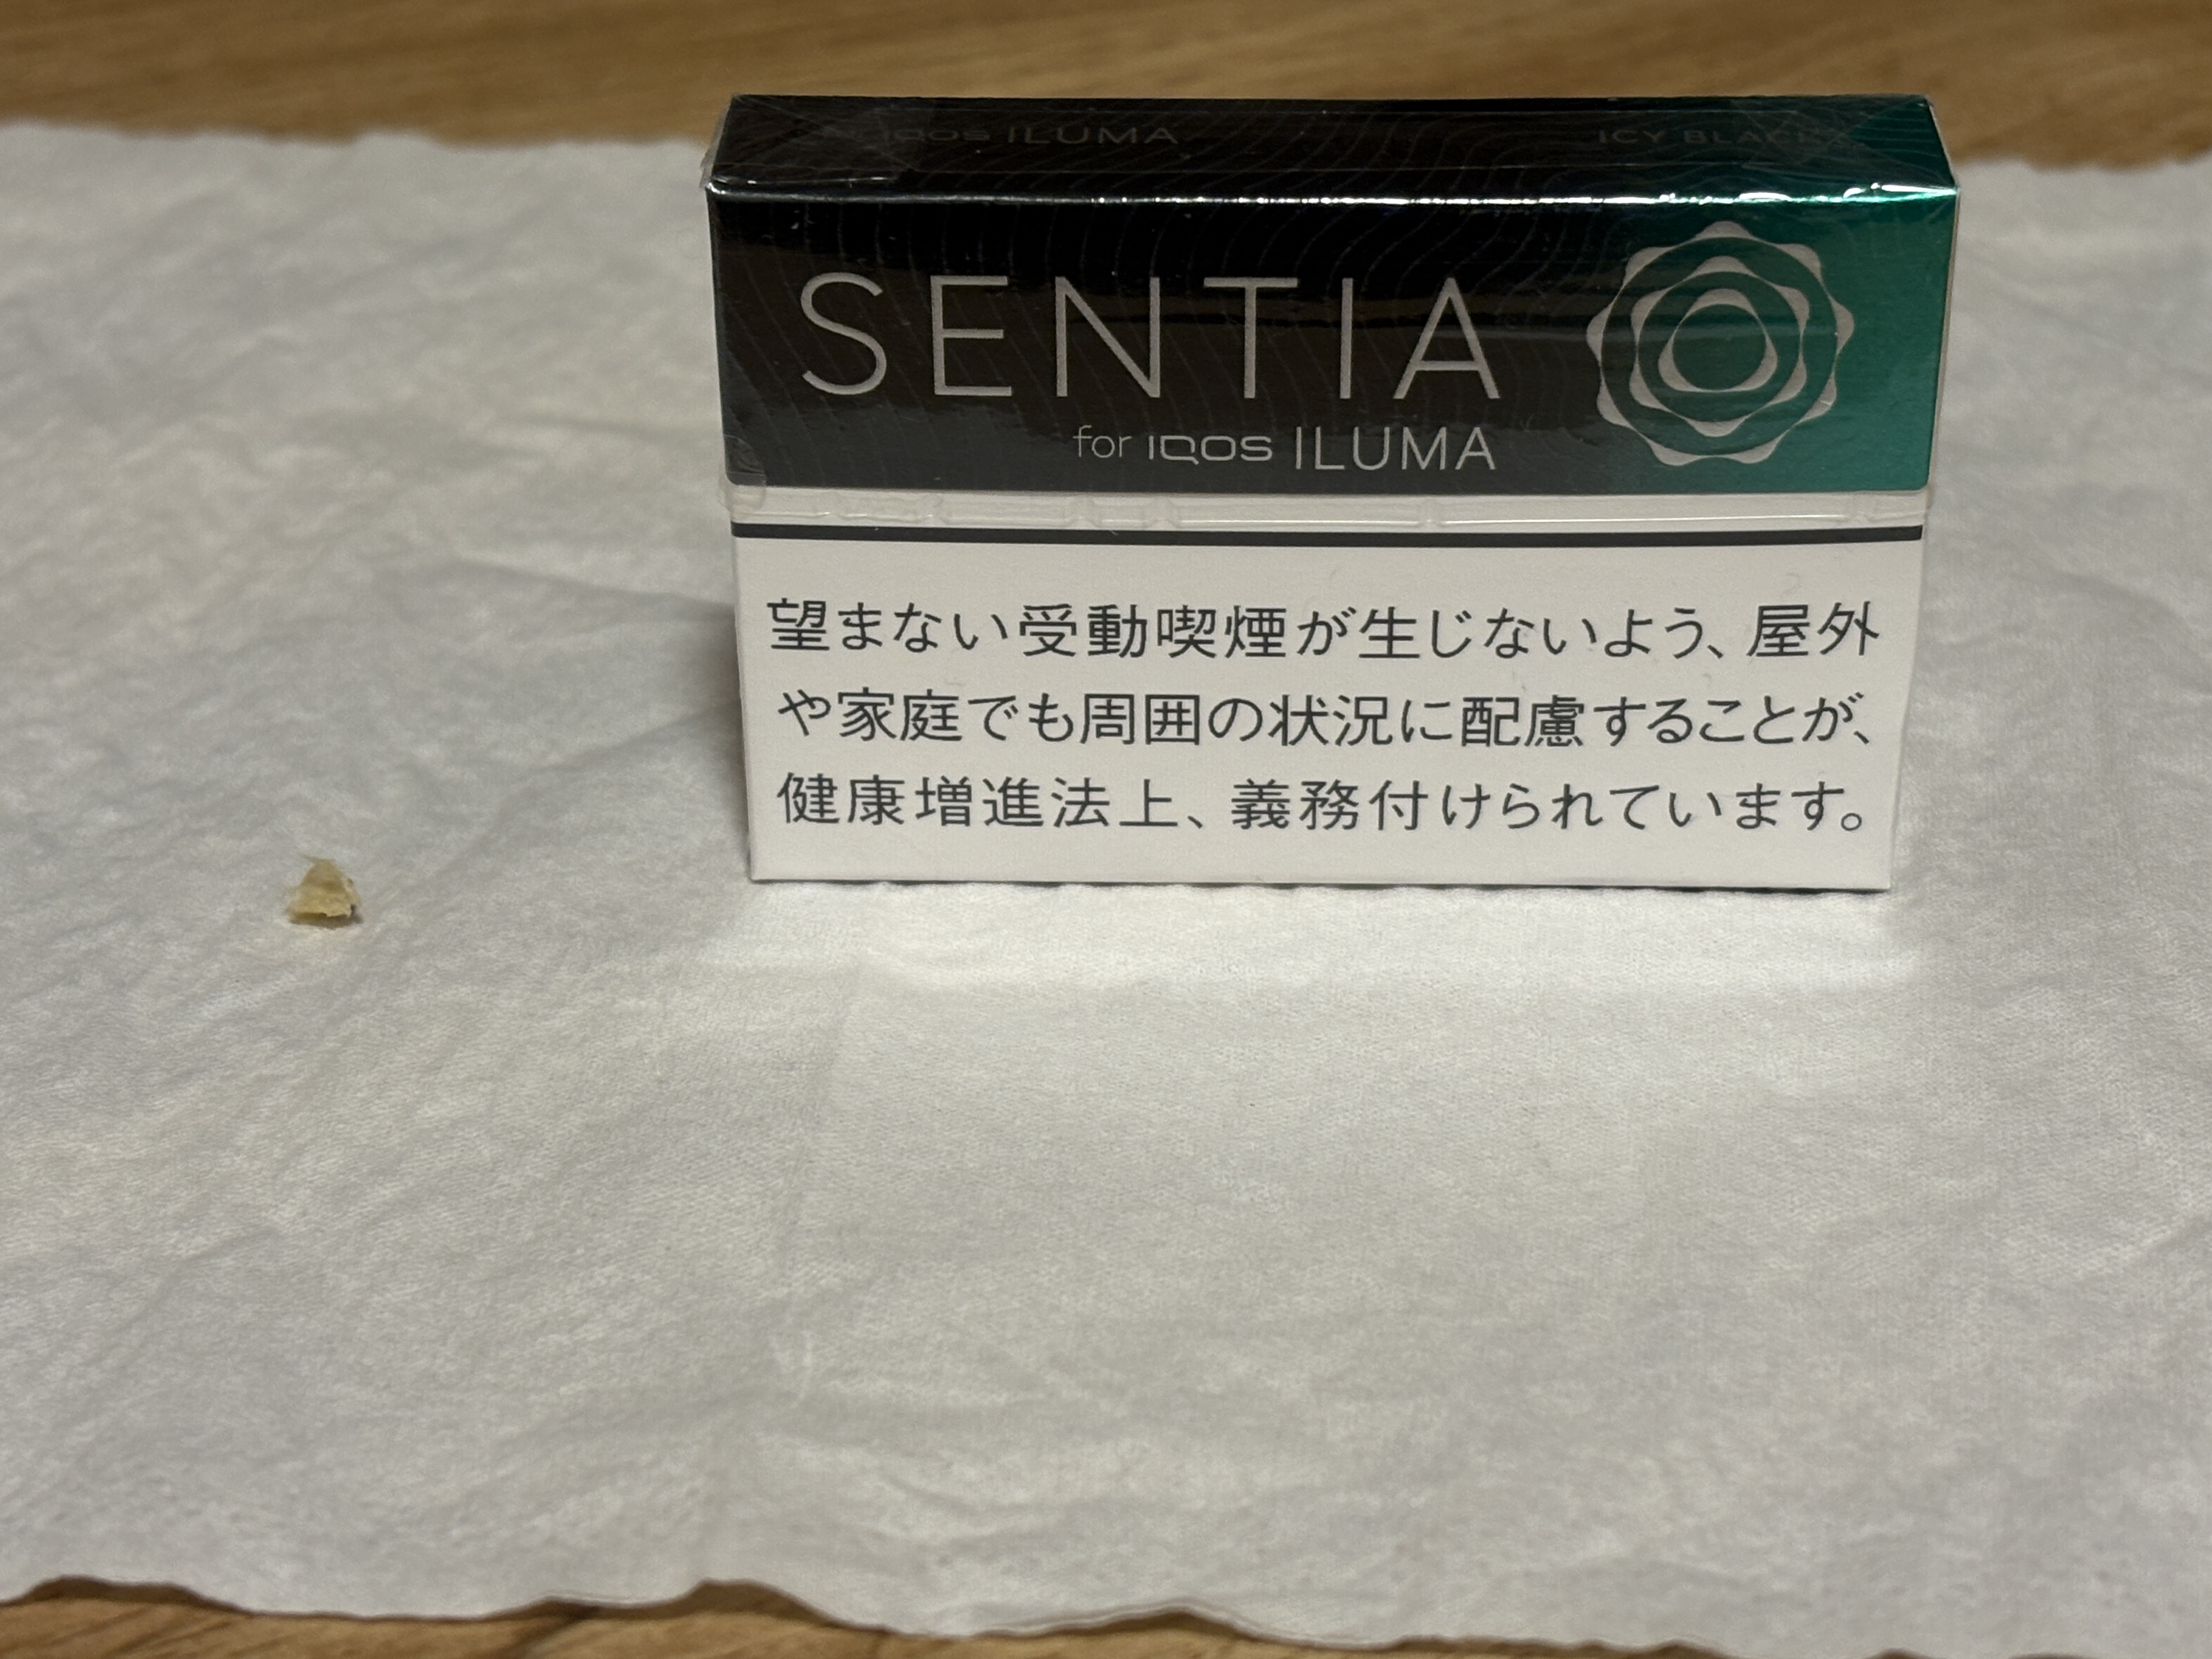 IQOS ILUMA
ICY BLACK
SENTIA
for IQOS ILUMA
望まない受動喫煙が生じないよう、屋外
や家庭でも周囲の状況に配慮することが、
健康増進法上、義務付けられています。